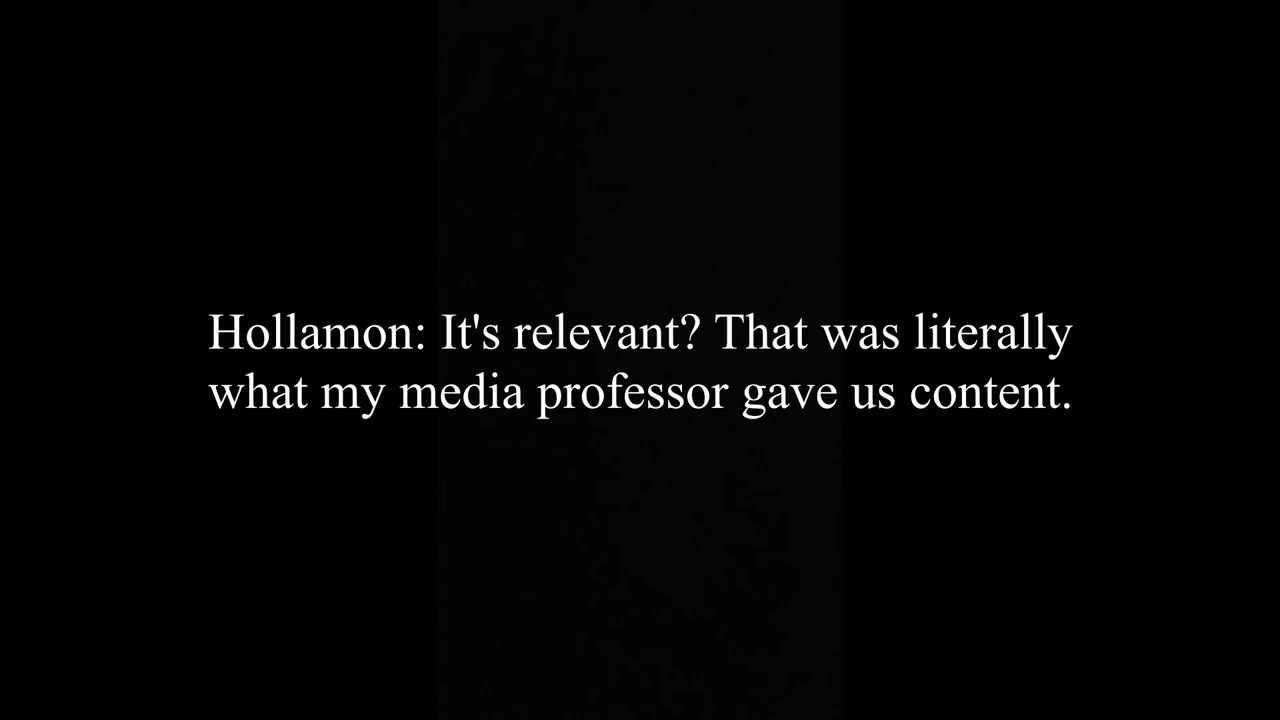 Hollamon: It's relevant? That was literally
what my media professor gave us content.